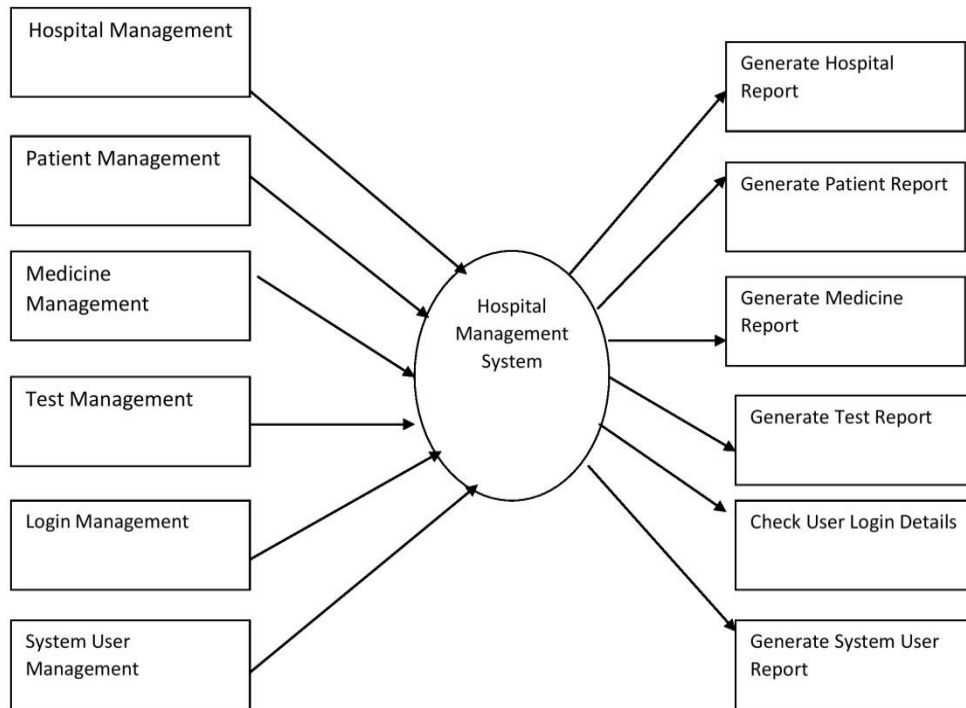 Hospital Management
Patient Management
Medicine
Management
Test Management
Login Management
System User
Management
Hospital
Management
System
Generate Hospital
Report
Generate Patient Report
Generate Medicine
Report
Generate Test Report
Check User Login Details
Generate System User
Report